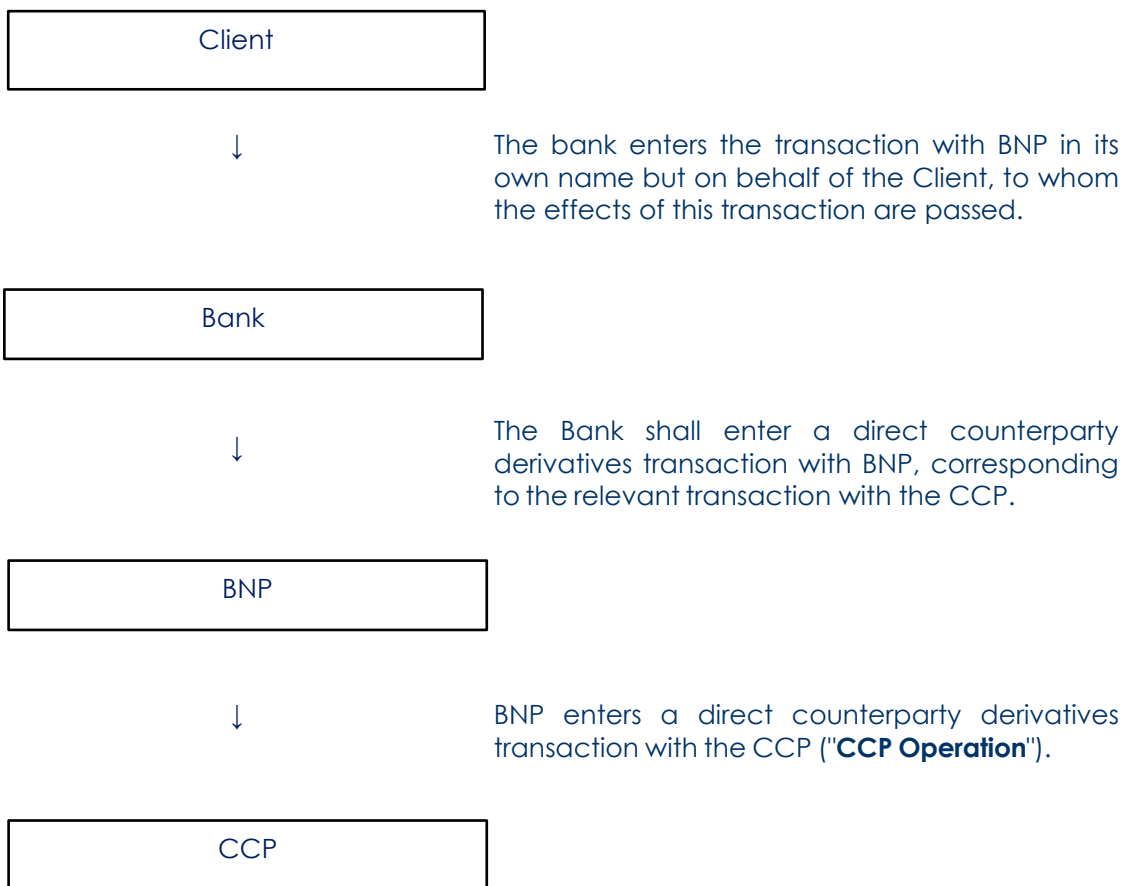 Client
↓
The bank enters the transaction with BNP in its
own name but on behalf of the Client, to whom
the effects of this transaction are passed.
Bank
↓
The Bank shall enter a direct counterparty
derivatives transaction with BNP, corresponding
to the relevant transaction with the CCP.
BNP
↓
BNP enters a direct counterparty derivatives
transaction with the CCP ("CCP Operation").
CCP